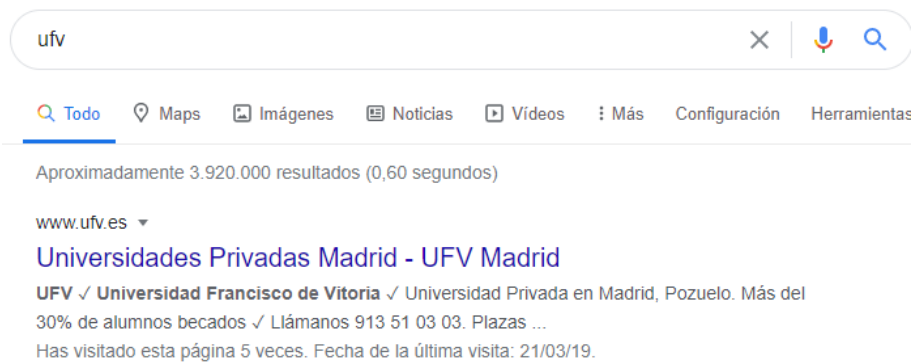 ufv
Todo Maps Imágenes Noticias Vídeos Más Configuración Herramientas
Aproximadamente 3.920.000 resultados (0,60 segundos)
www.ufv.es
Universidades Privadas Madrid - UFV Madrid
UFV ✓ Universidad Francisco de Vitoria ✓ Universidad Privada en Madrid, Pozuelo. Más del
30% de alumnos becados ✓ Llámanos 913 51 03 03. Plazas ...
Has visitado esta página 5 veces. Fecha de la última visita: 21/03/19.